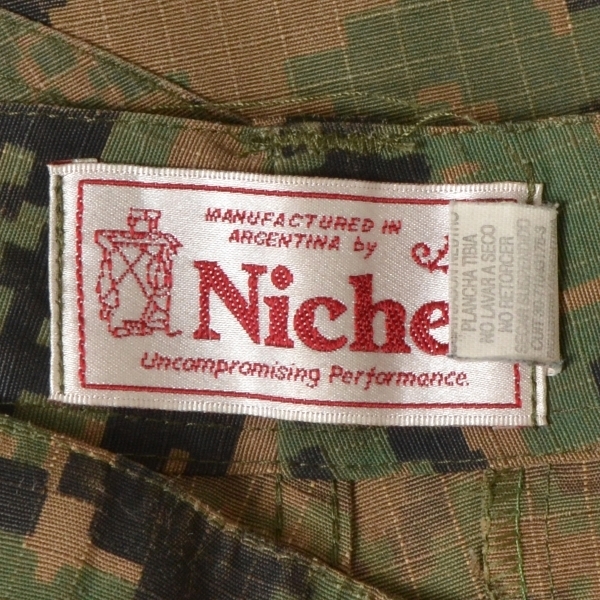 MANUFACTURED IN
ARGENTINA by
Niche
Uncompromising Performance
PLANCHA TIBIA
NO LAVAR A SECO
NO RETORCER